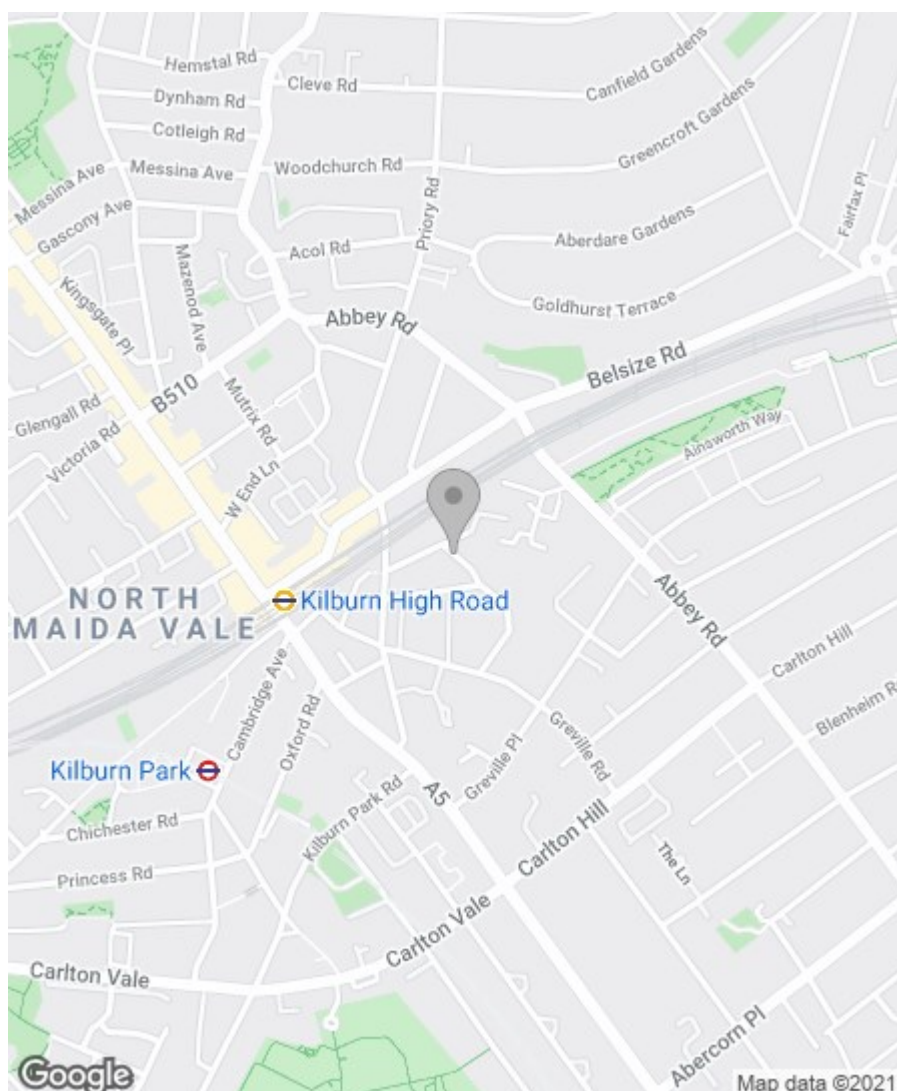 Hemstal Rd
Cleve Rd
Canfield Gardens
Dynham Rd
Cotleigh Rd
Greencroft Gardens
Messina Ave
Messina Ave
Woodchurch Rd
Gascony Ave
Priory Rd
Fairfax Pl
Aberdare Gardens
Acol Rd
Mazenod Ave
Kingsgate Pl
Goldhurst Terrace
Abbey Rd
Belsize Rd
B510
Glengall Rd
Mutrix Rd
Victoria Rd
Ainsworth Way
W End Ln
NORTH
MAIDA VALE
Kilburn High Road
Abbey Rd
Carlton Hill
Cambridge Ave
Oxford Rd
Blenheim R
Greville Pl
Greville Rd
Kilburn Park
A5
Kilburn Park Rd
Chichester Rd
Carlton Hill
The Ln
Princess Rd
Carlton Vale
Carlton Vale
Abercorn Pl
Google
Map data ©2021